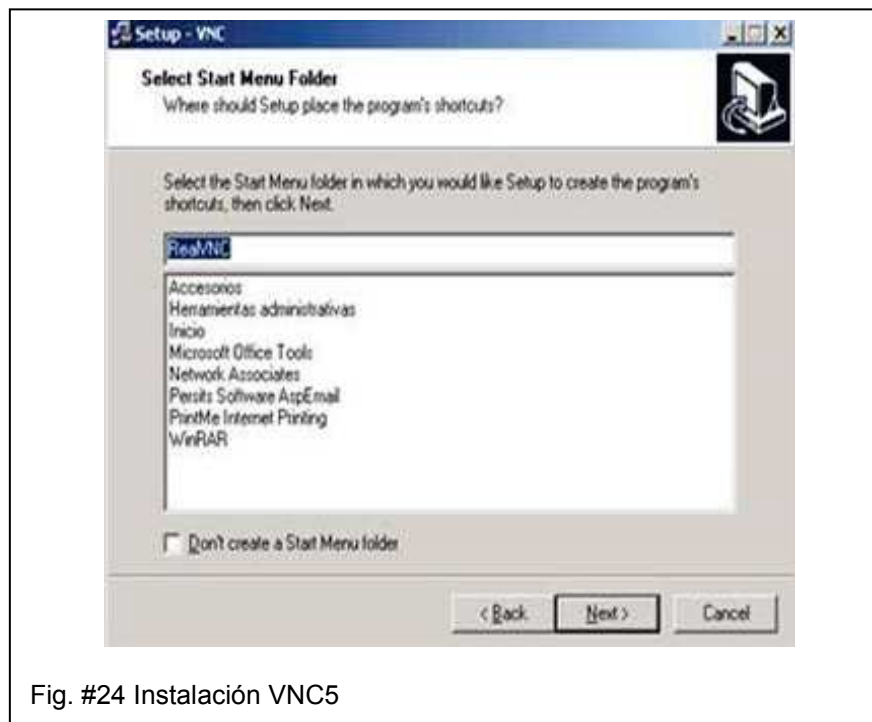 Setup - VNC
Select Start Menu Folder
Where should Setup place the program's shortcuts?
Select the Start Menu folder in which you would like Setup to create the program's
shortcuts, then click Next.
RealVNC
Accesorios
Herramientas administrativas
Inicio
Microsoft Office Tools
Network Associates
Persits Software AspEmail
PrintMe Internet Printing
WinRAR
Don't create a Start Menu folder
< Back
Next >
Cancel
Fig. #24 Instalación VNC5